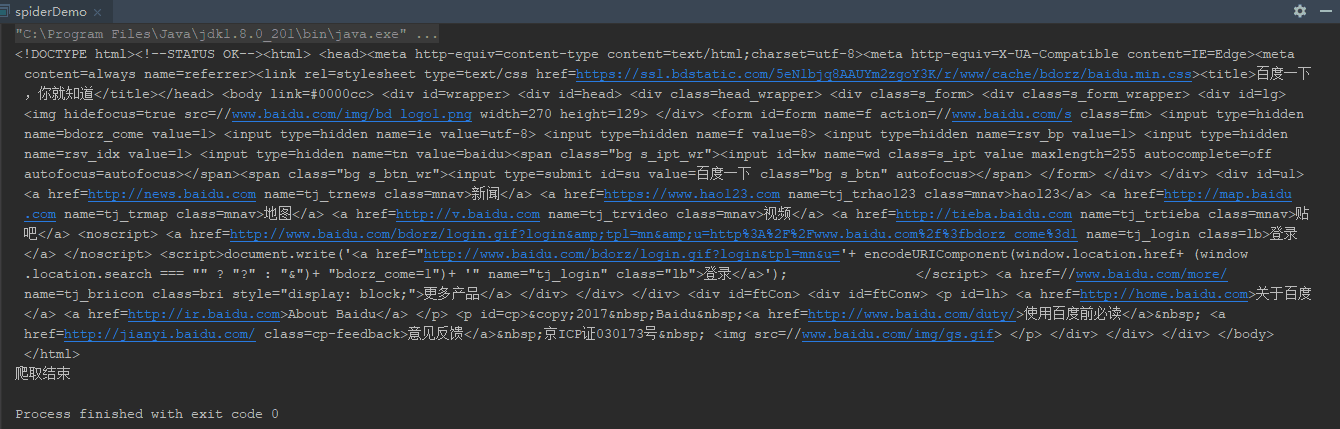 spiderDemo
"C:\Program Files\Java\jdk1.8.0_201\bin\java.exe" ...
<!DOCTYPE html><!--STATUS OK--><html> <head><meta http-equiv=content-type content=text/html;charset=utf-8><meta http-equiv=X-UA-Compatible content=IE=Edge><meta
content=always name=referrer><link rel=stylesheet type=text/css href=https://ss1.bdstatic.com/5eN1bjq8AAUYm2zgoY3K/r/www/cache/bdorz/baidu.min.css><title>百度一下
，你就知道</title></head> <body link=#0000cc> <div id=wrapper> <div id=head> <div class=head_wrapper> <div class=s_form> <div class=s_form_wrapper> <div id=lg>
<img hidefocus=true src=//www.baidu.com/img/bd_logo1.png width=270 height=129> </div> <form id=form name=f action=//www.baidu.com/s class=fm> <input type=hidden
name=bdorz_come value=1> <input type=hidden name=ie value=utf-8> <input type=hidden name=f value=8> <input type=hidden name=rsv_bp value=1> <input type=hidden
name=rsv_idx value=1> <input type=hidden name=tn value=baidu><span class="bg s_ipt_wr"><input id=kw name=wd class=s_ipt value maxlength=255 autocomplete=off
autofocus=autofocus></span><span class="bg s_btn_wr"><input type=submit id=su value=百度一下 class="bg s_btn" autofocus></span> </form> </div> </div> <div id=u1>
<a href=http://news.baidu.com name=tj_trnews class=mnav>新闻</a> <a href=https://www.hao123.com name=tj_trhao123 class=mnav>hao123</a> <a href=http://map.baidu
.com name=tj_trmap class=mnav>地图</a> <a href=http://v.baidu.com name=tj_trvideo class=mnav>视频</a> <a href=http://tieba.baidu.com name=tj_trtieba class=mnav>贴
吧</a> <noscript> <a href=http://www.baidu.com/bdorz/login.gif?login&amp;tpl=mn&amp;u=http%3A%2F%2Fwww.baidu.com%2f%3fbdorz_come%3d1 name=tj_login class=lb>登录
</a> </noscript> <script>document.write('<a href="http://www.baidu.com/bdorz/login.gif?login&tpl=mn&u='+ encodeURIComponent(window.location.href+ (window
.location.search === "" ? "?" : "&")+ "bdorz_come=1")+ '" name="tj_login" class="lb">登录</a>'); </script> <a href=//www.baidu.com/more/
name=tj_briicon class=bri style="display: block;">更多产品</a> </div> </div> </div> <div id=ftCon> <div id=ftConw> <p id=lh> <a href=http://home.baidu.com>关于百度
</a> <a href=http://ir.baidu.com>About Baidu</a> </p> <p id=cp>&copy;2017&nbsp;Baidu&nbsp;<a href=http://www.baidu.com/duty/>使用百度前必读</a>&nbsp; <a
href=http://jianyi.baidu.com/ class=cp-feedback>意见反馈</a>&nbsp;京ICP证030173号&nbsp; <img src=//www.baidu.com/img/gs.gif> </p> </div> </div> </div> </body>
</html>
爬取结束
Process finished with exit code 0